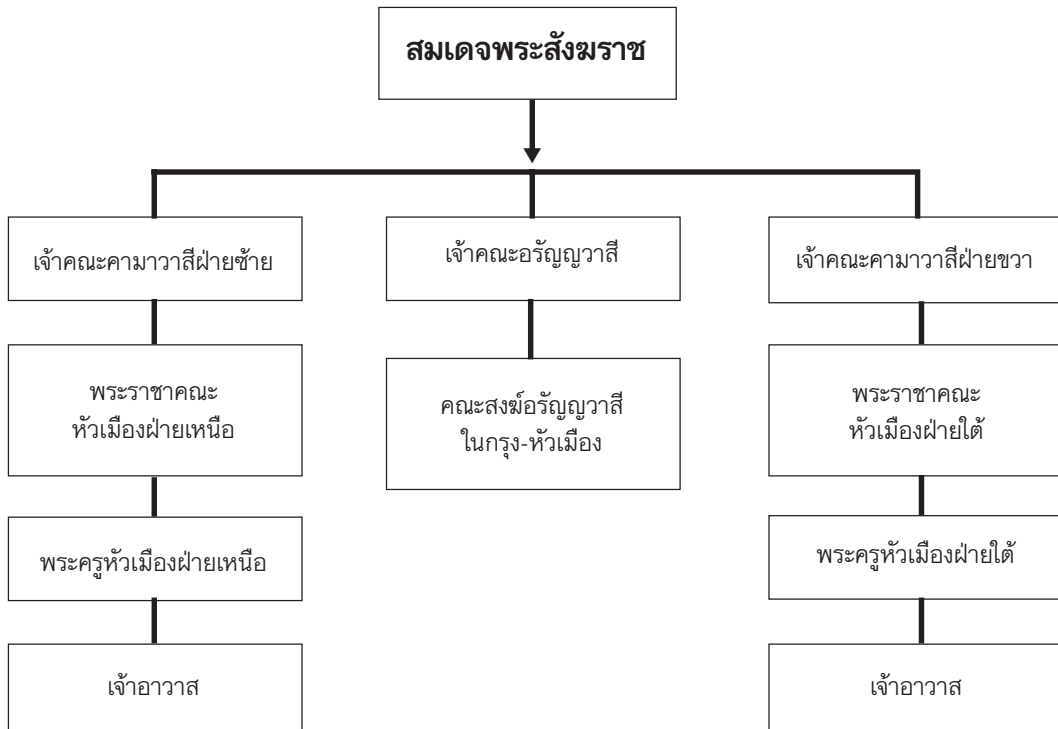 สมเดจพระสังฆราช
เจ้าคณะคามาวาสีฝ่ายซ้าย
เจ้าคณะอรัญญวาสี
เจ้าคณะคามาวาสีฝ่ายขวา
พระราชาคณะ
หัวเมืองฝ่ายเหนือ
คณะสงฆ์อรัญญวาสี
ในกรุง-หัวเมือง
พระราชาคณะ
หัวเมืองฝ่ายใต้
พระครูหัวเมืองฝ่ายเหนือ
พระครูหัวเมืองฝ่ายใต้
เจ้าอาวาส
เจ้าอาวาส